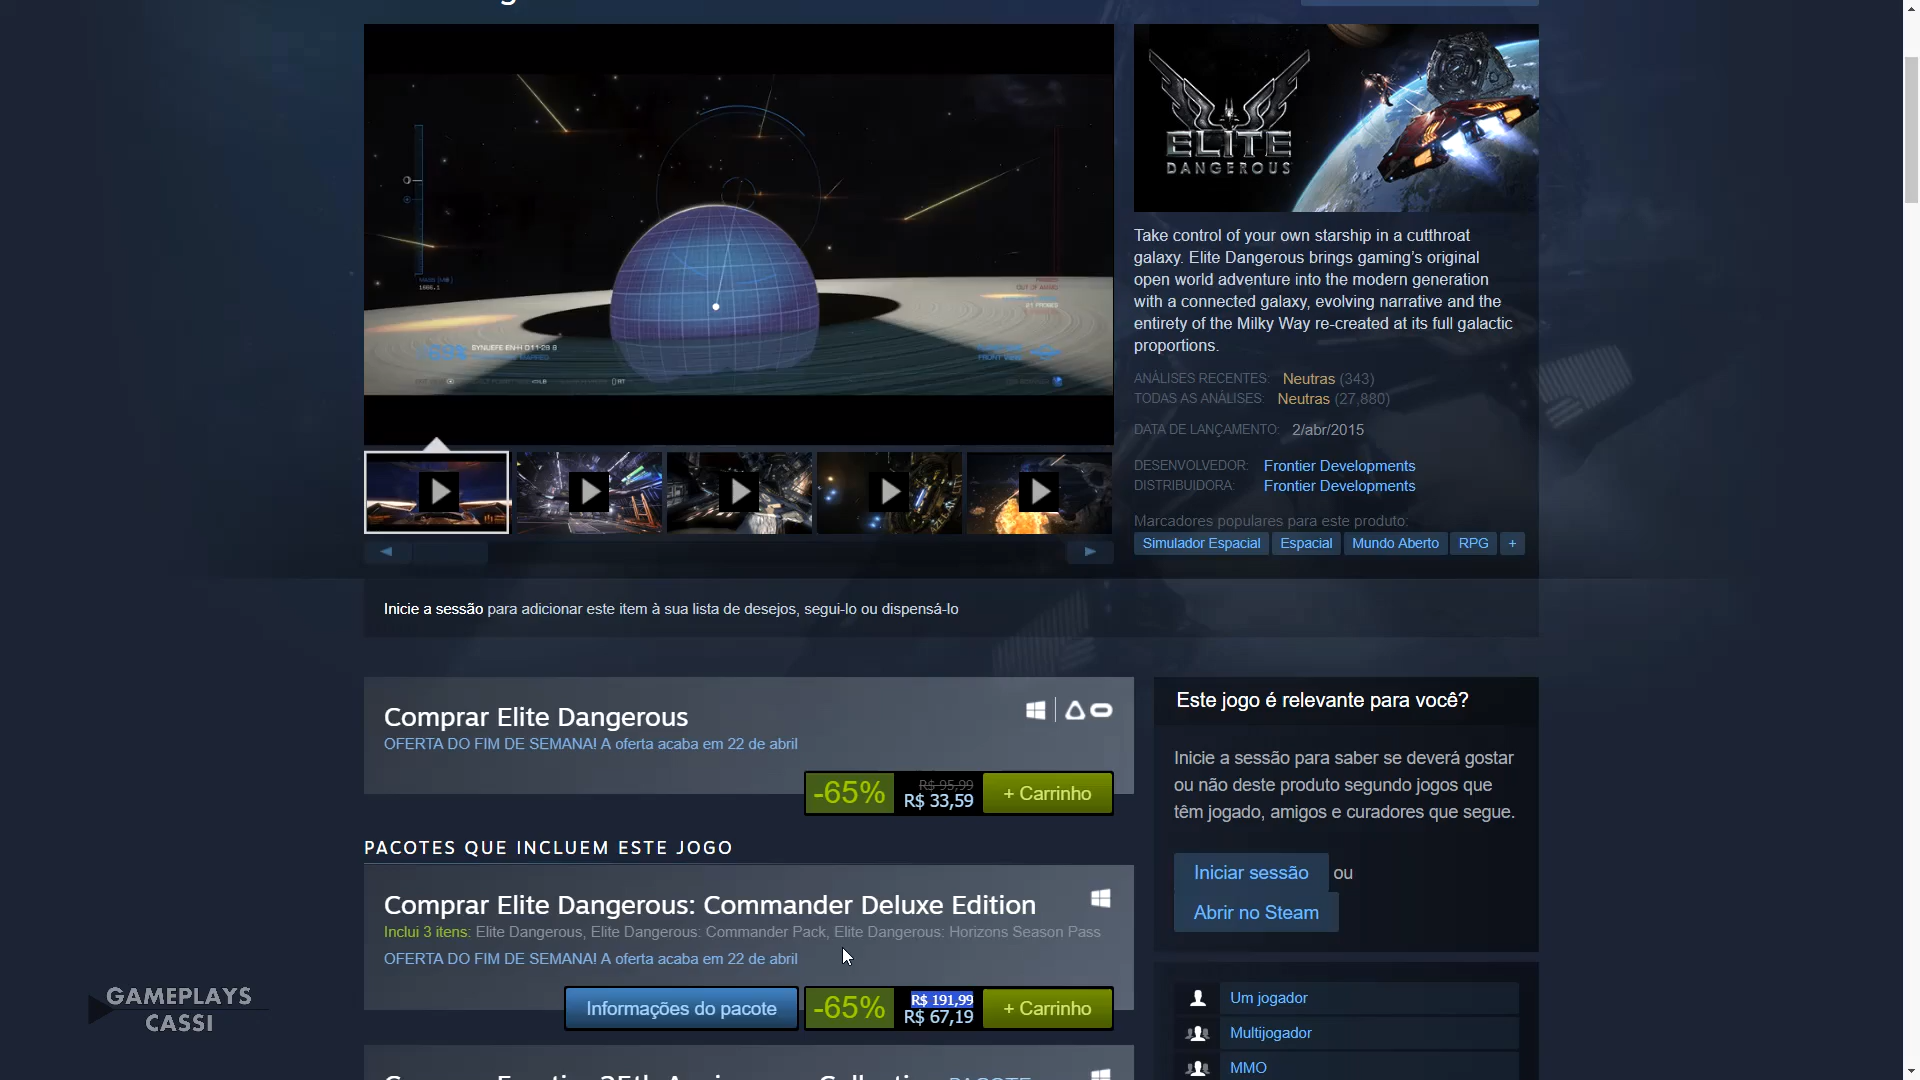 ELITE
DANGEROUS
Take control of your own starship in a cutthroat
galaxy. Elite Dangerous brings gaming's original
open world adventure into the modern generation
with a connected galaxy, evolving narrative and the
entirety of the Milky Way re-created at its full galactic
proportions.
ANÁLISES RECENTES: Neutras (343)
TODAS AS ANÁLISES: Neutras (27,880)
DATA DE LANÇAMENTO: 2/abr/2015
DESENVOLVEDOR: Frontier Developments
DISTRIBUIDORA: Frontier Developments
Marcadores populares para este produto:
Simulador Espacial Espacial Mundo Aberto RPG +
Inicie a sessão para adicionar este item à sua lista de desejos, segui-lo ou dispensá-lo
Comprar Elite Dangerous
OFERTA DO FIM DE SEMANA! A oferta acaba em 22 de abril
-65% R$ 95,99 R$ 33,59 + Carrinho
PACOTES QUE INCLUEM ESTE JOGO
Comprar Elite Dangerous: Commander Deluxe Edition
Inclui 3 itens: Elite Dangerous, Elite Dangerous: Commander Pack, Elite Dangerous: Horizons Season Pass
OFERTA DO FIM DE SEMANA! A oferta acaba em 22 de abril
Informações do pacote -65% R$ 191,99 R$ 67,19 + Carrinho
Este jogo é relevante para você?
Inicie a sessão para saber se deverá gostar
ou não deste produto segundo jogos que
têm jogado, amigos e curadores que segue.
Iniciar sessão ou
Abrir no Steam
Um jogador
Multijogador
MMO
GAMEPLAYS
CASSI